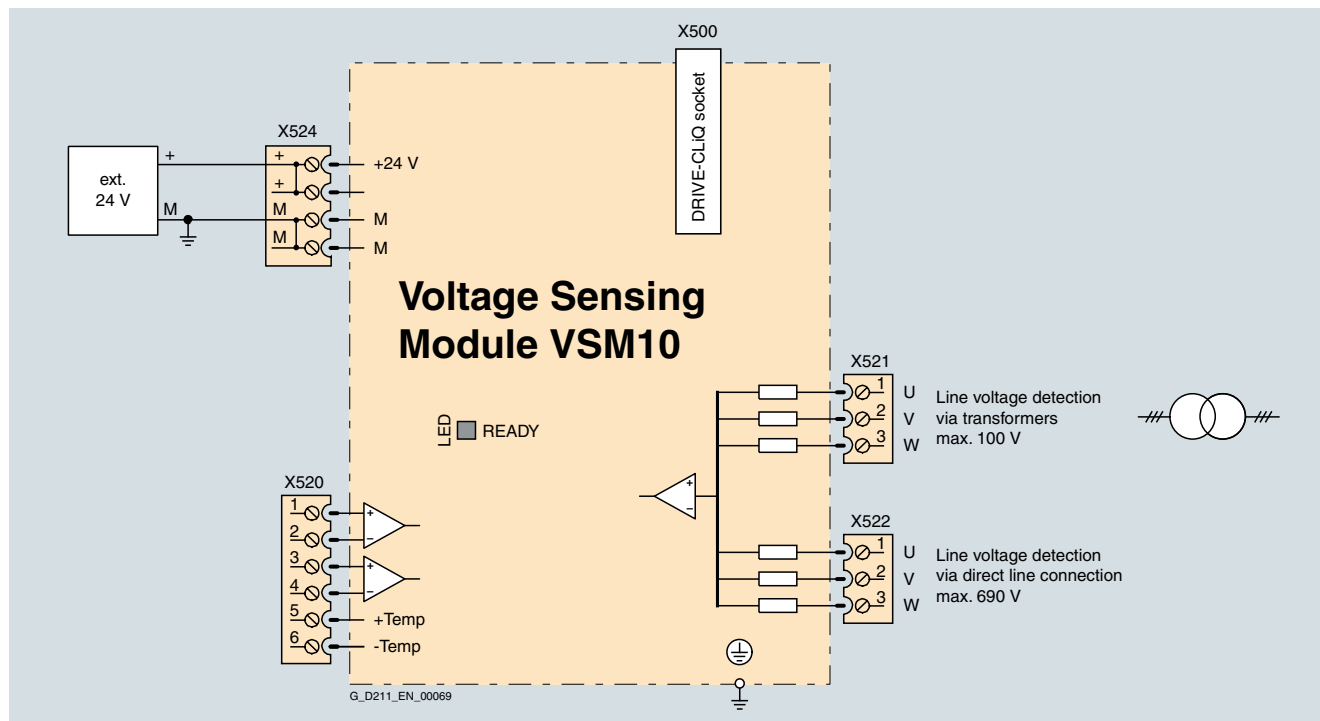 X500
DRIVE-CLiQ socket
X524
ext.
24 V
+
M
+
+
M
M
+24 V
M
M
Voltage Sensing
Module VSM10
LED
READY
X521
1
2
3
U
V
W
Line voltage detection
via transformers
max. 100 V
X520
1
2
3
4
5
6
+
−
+
−
+Temp
-Temp
+
−
X522
1
2
3
U
V
W
Line voltage detection
via direct line connection
max. 690 V
G_D211_EN_00069